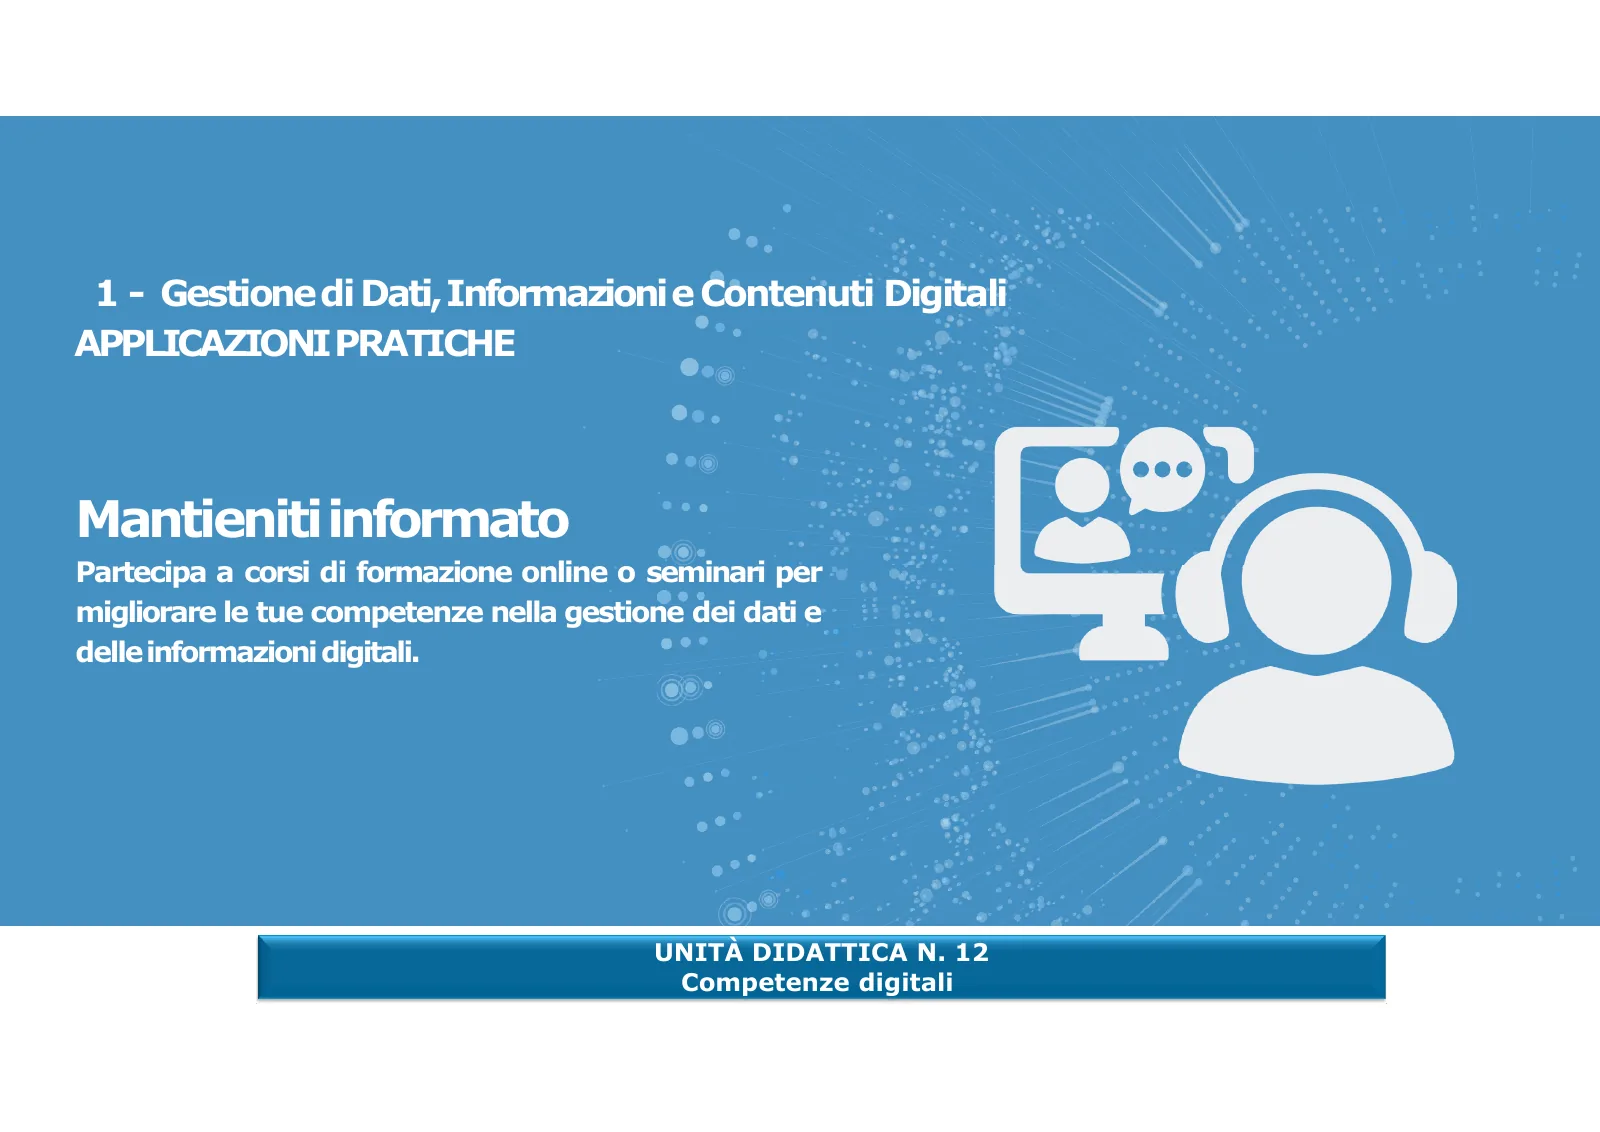 1 - Gestione di Dati, Informazioni e Contenuti Digitali
APPLICAZIONI PRATICHE
Mantieniti informato
Partecipa a corsi di formazione online o seminari per
migliorare le tue competenze nella gestione dei dati e
delle informazioni digitali.
UNITÀ DIDATTICA N. 12
Competenze digitali